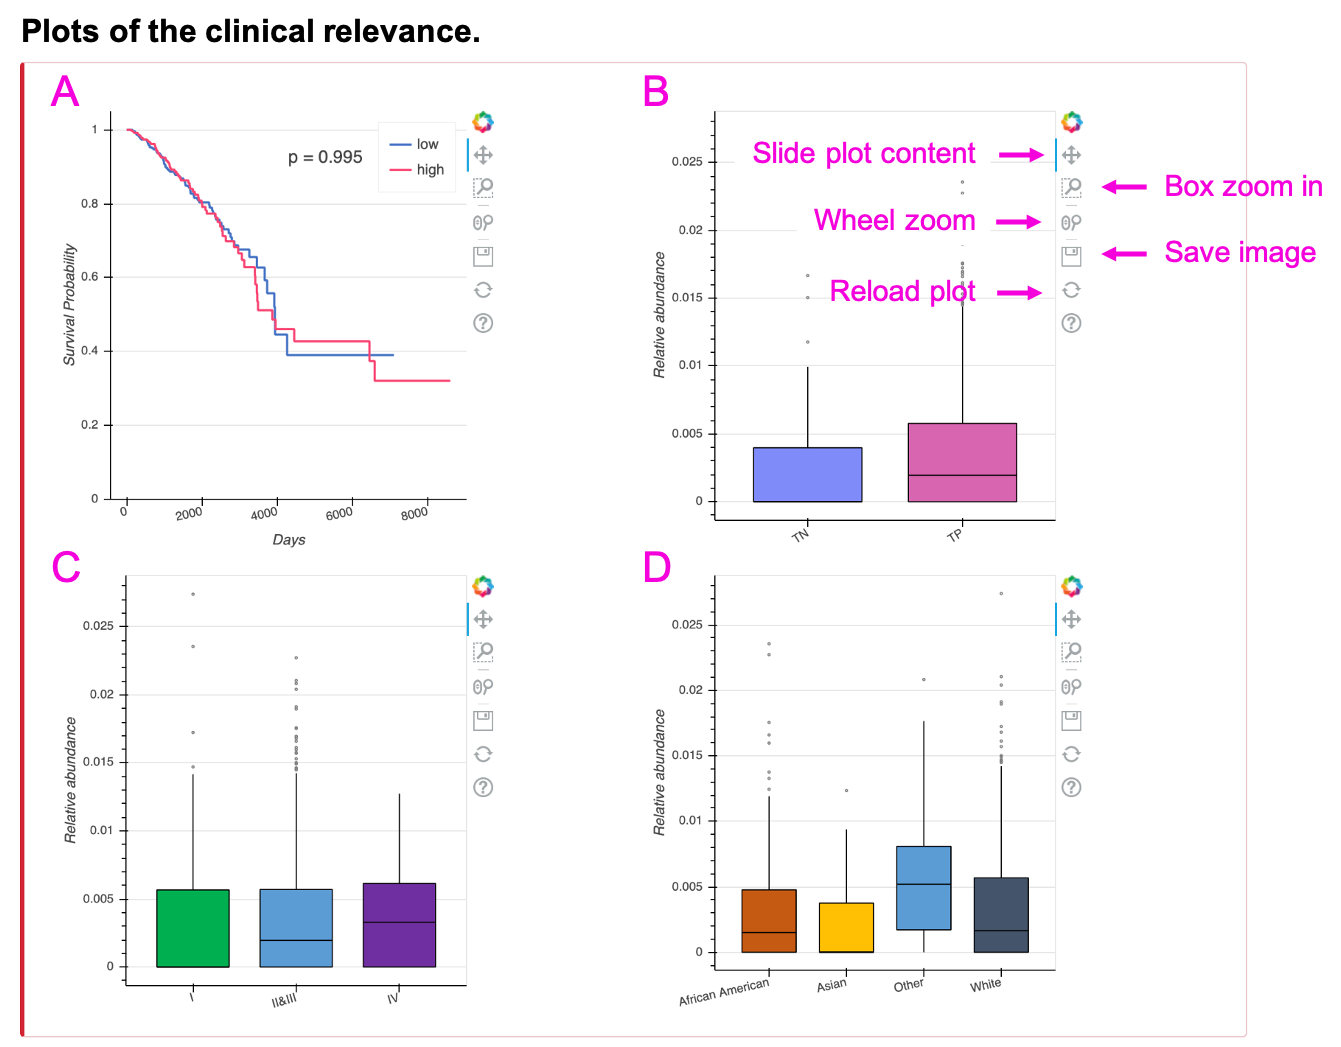 Plots of the clinical relevance.
A
1
0.8
0.6
0.4
0.2
0
Survival Probability
p = 0.995
low
high
0
2000
4000
6000
8000
Days
B
0.025
0.02
0.015
0.01
0.005
0
Relative abundance
Slide plot content
Box zoom in
Wheel zoom
Save image
Reload plot
?
?
TN
TP
C
0.025
0.02
0.015
0.01
0.005
0
Relative abundance
I
II&III
IV
?
D
0.025
0.02
0.015
0.01
0.005
0
Relative abundance
African American
Asian
Other
White
?